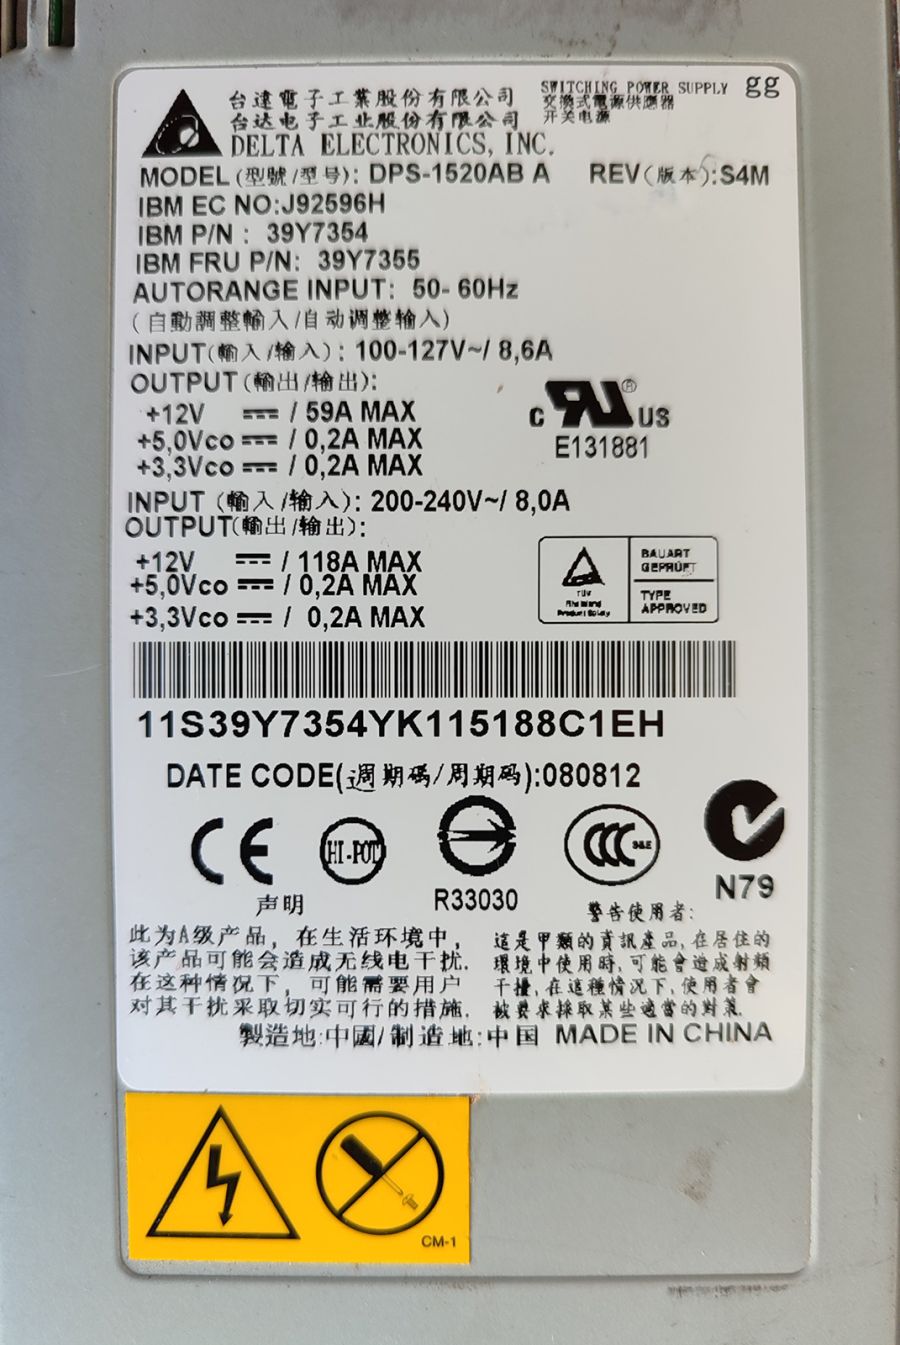 台達電子工業股份有限公司
台达电子工业股份有限公司
DELTA ELECTRONICS, INC.
SWITCHING POWER SUPPLY
交換式電源供應器
开关电源
gg
MODEL(型號/型号): DPS-1520AB A REV(版本):S4M
IBM EC NO:J92596H
IBM P/N : 39Y7354
IBM FRU P/N: 39Y7355
AUTORANGE INPUT: 50- 60Hz
(自動調整輸入/自动调整输入)
INPUT(輸入/输入): 100-127V~/ 8,6A
OUTPUT(輸出/输出):
+12V ⎓ / 59A MAX
+5,0Vco ⎓ / 0,2A MAX
+3,3Vco ⎓ / 0,2A MAX
C RU ® US
E131881
INPUT (輸入/输入): 200-240V~/ 8,0A
OUTPUT(輸出/输出):
+12V ⎓ / 118A MAX
+5,0Vco ⎓ / 0,2A MAX
+3,3Vco ⎓ / 0,2A MAX
TÜV
BAUART
GEPRÜFT
TYPE
APPROVED
11S39Y7354YK115188C1EH
DATE CODE(週期碼/周期码):080812
CE
HI-POT
R33030
CCC S&E
N79
声明
此为A级产品，在生活环境中，
该产品可能会造成无线电干扰.
在这种情况下，可能需要用户
对其干扰采取切实可行的措施.
警告使用者:
這是甲類的資訊產品,在居住的
環境中使用時,可能會造成射頻
干擾,在這種情况下,使用者會
被要求採取某些適當的對策.
製造地:中國/制造地:中国 MADE IN CHINA
CM-1